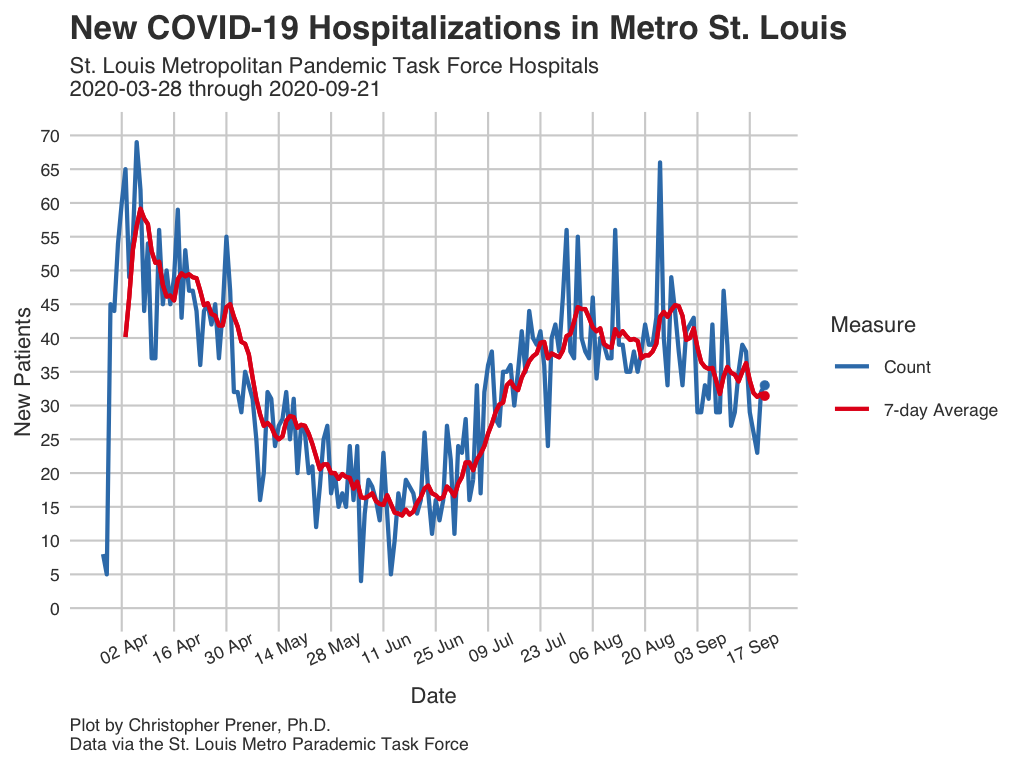 New COVID-19 Hospitalizations in Metro St. Louis
St. Louis Metropolitan Pandemic Task Force Hospitals
2020-03-28 through 2020-09-21
New Patients
70
65
60
55
50
45
40
35
30
25
20
15
10
5
0
02 Apr
16 Apr
30 Apr
14 May
28 May
11 Jun
25 Jun
09 Jul
23 Jul
06 Aug
20 Aug
03 Sep
17 Sep
Date
Measure
Count
7-day Average
Plot by Christopher Prener, Ph.D.
Data via the St. Louis Metro Parademic Task Force